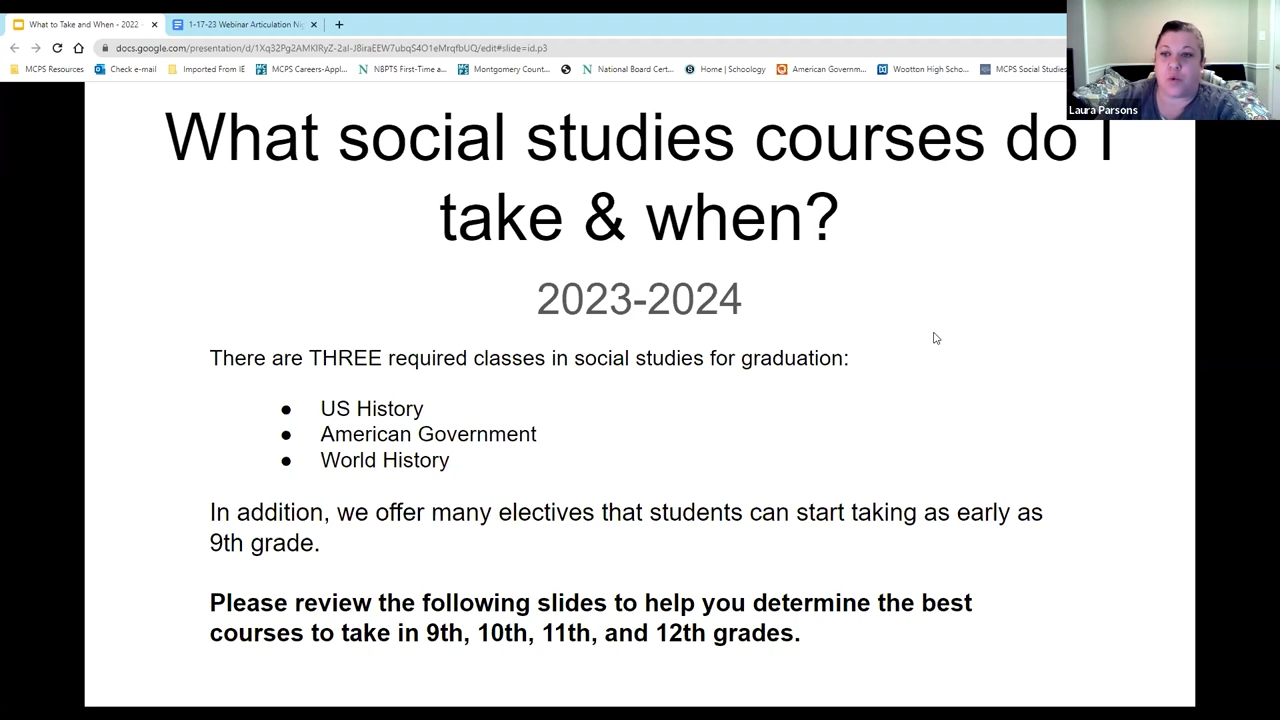 What to Take and When - 2022 -
1-17-23 Webinar Articulation Nig
docs.google.com/presentation/d/1Xq32Pg2AMKlRyZ-2aI-J8iraEEW7ubqS4O1eMrqfbUQ/edit#slide=id.p3
MCPS Resources
Check e-mail
Imported From IE
MCPS Careers-Appl...
NBPTS First-Time a...
Montgomery Count...
National Board Cert...
Home | Schoology
American Governm...
Wootton High Scho...
MCPS Social Studies
Laura Parsons
What social studies courses do I
take & when?
2023-2024
There are THREE required classes in social studies for graduation:
● US History
● American Government
● World History
In addition, we offer many electives that students can start taking as early as
9th grade.
Please review the following slides to help you determine the best
courses to take in 9th, 10th, 11th, and 12th grades.